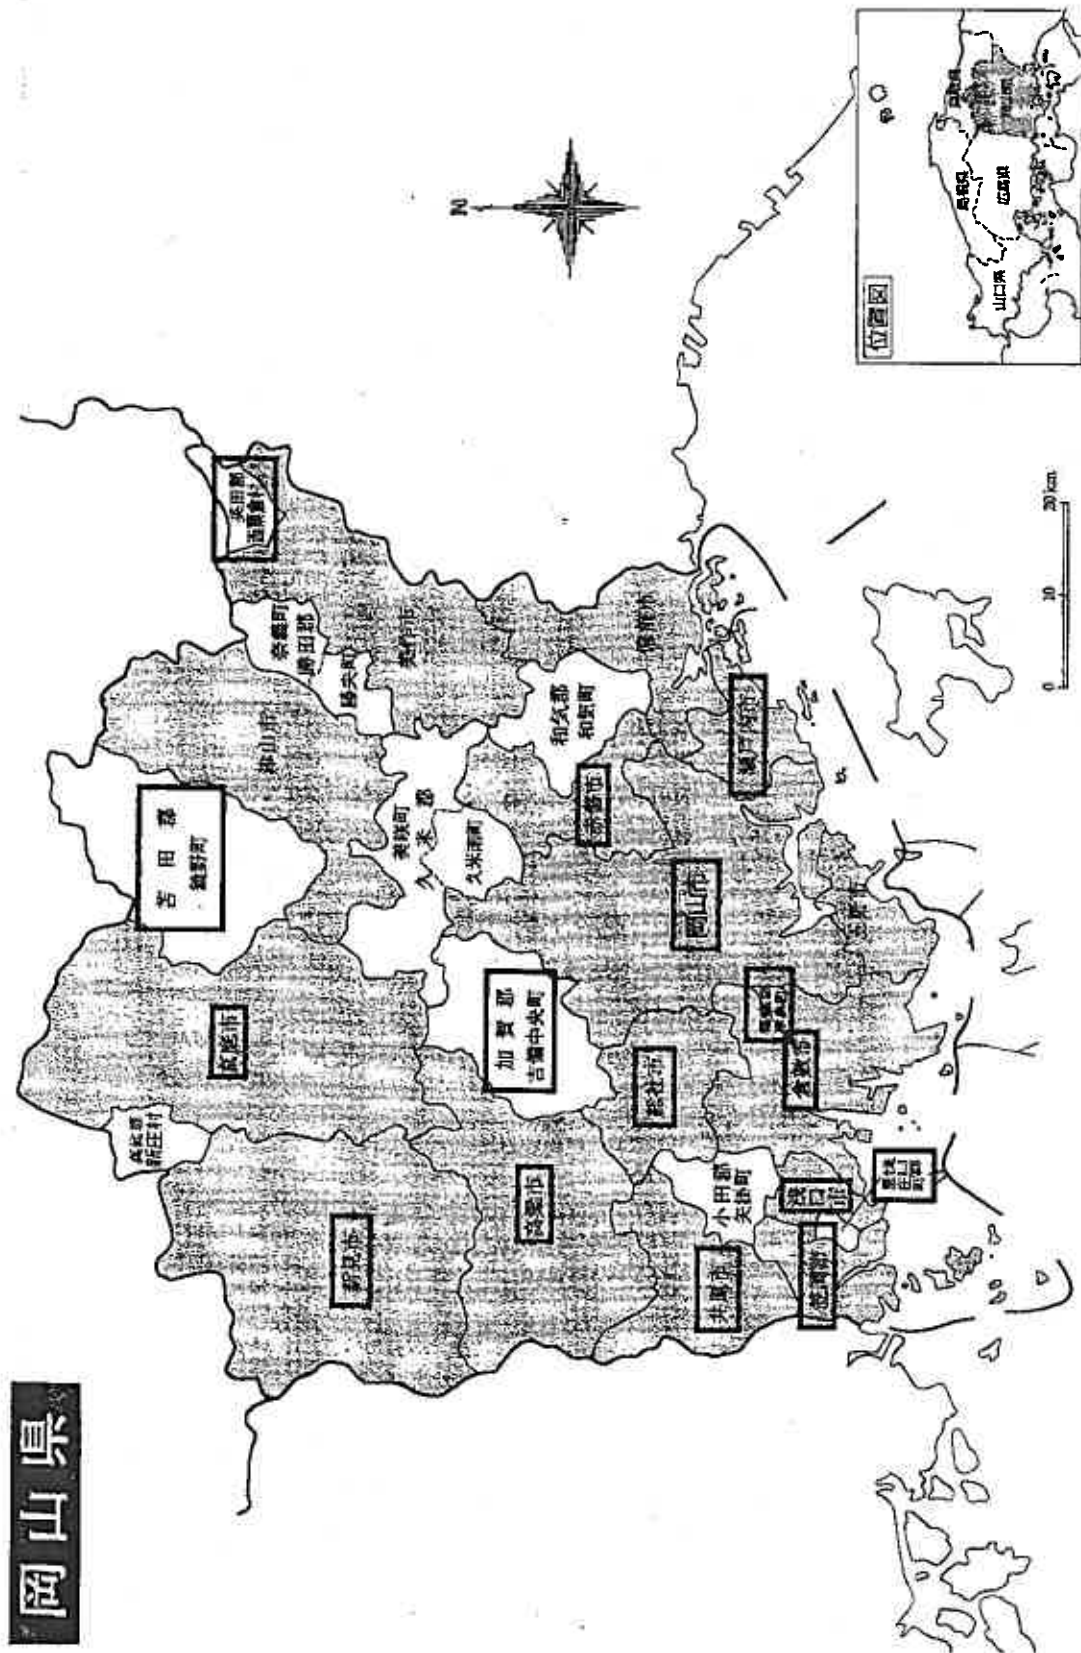 岡山県
N
苫田郡
鏡野町
津山市
奈義町
勝田郡
勝央町
英田郡
西粟倉村
真庭市
真庭郡
新庄村
美作市
美咲町
久米郡
久米南町
新見市
加賀郡
吉備中央町
和気郡
和気町
備前市
赤磐市
高梁市
総社市
岡山市
瀬戸内市
小田郡
矢掛町
井原市
倉敷市
玉野市
浅口市
0 10 20 km
位置図
島根県
広島県
山口県